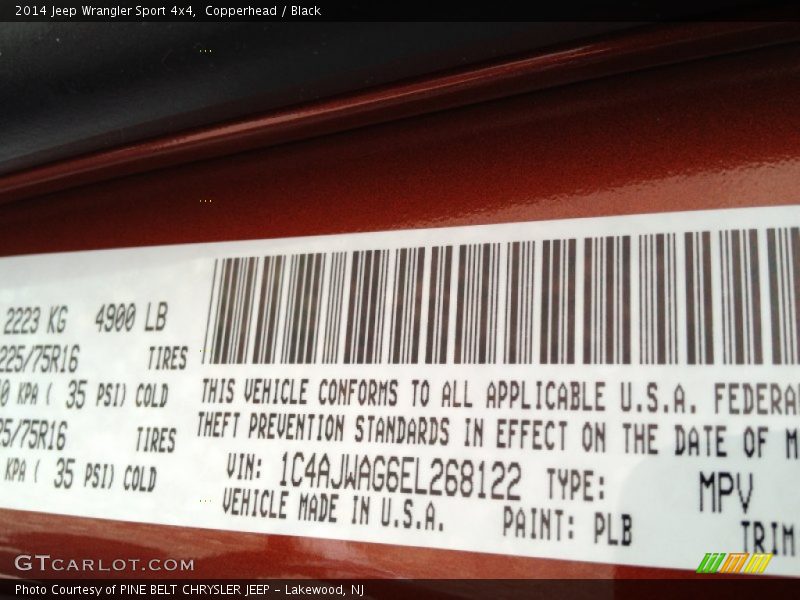 2014 Jeep Wrangler Sport 4x4, Copperhead / Black
2223 KG 4900 LB
225/75R16 TIRES
KPA ( 35 PSI) COLD
/75R16 TIRES
KPA ( 35 PSI) COLD
THIS VEHICLE CONFORMS TO ALL APPLICABLE U.S.A. FEDERA
THEFT PREVENTION STANDARDS IN EFFECT ON THE DATE OF M
VIN: 1C4AJWAG6EL268122 TYPE: MPV
VEHICLE MADE IN U.S.A. PAINT: PLB
TRIM
GTCARLOT.COM
Photo Courtesy of PINE BELT CHRYSLER JEEP - Lakewood, NJ